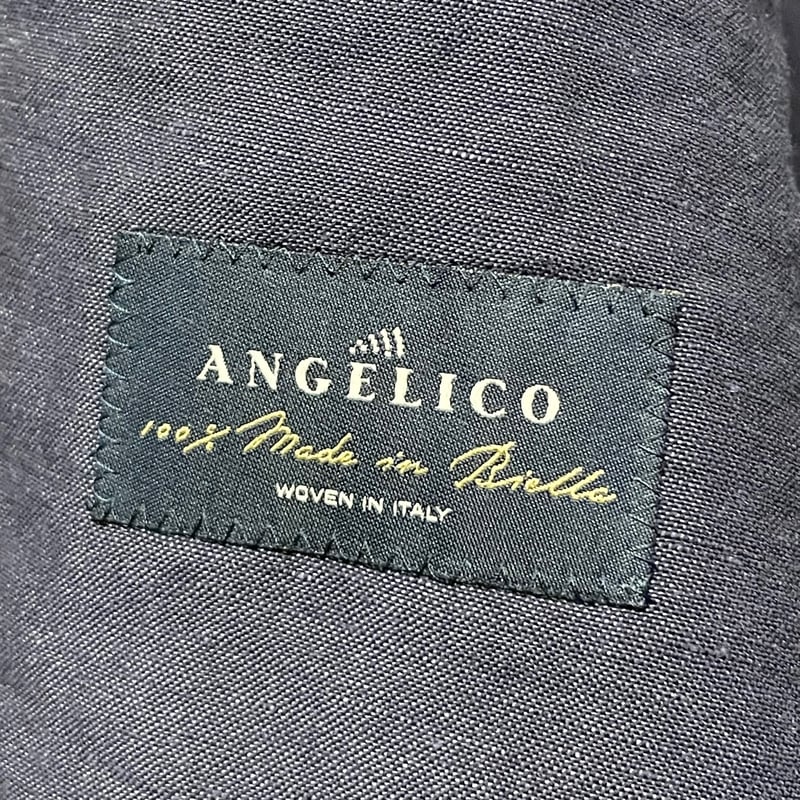 ANGELICO
100% Made in Biella
WOVEN IN ITALY